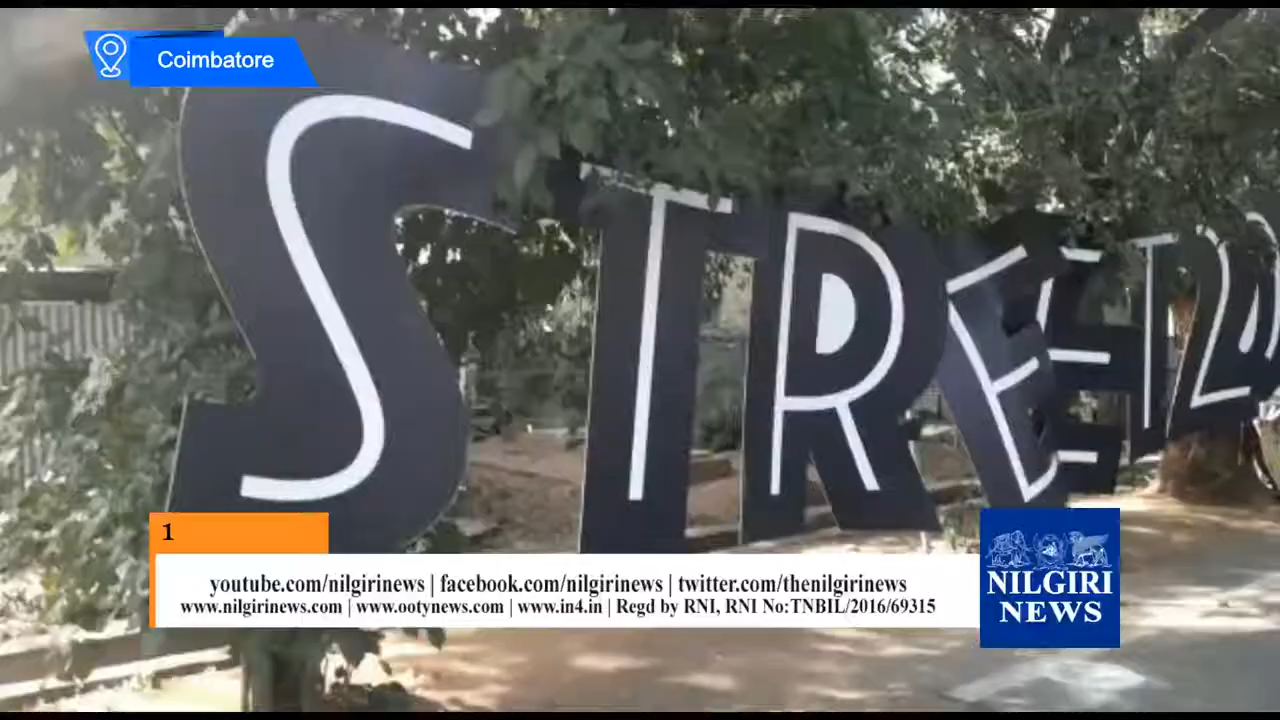 Coimbatore
STREET
1
youtube.com/nilgirinews | facebook.com/nilgirinews | twitter.com/thenilgirinews
www.nilgirinews.com | www.ootynews.com | www.in4.in | Regd by RNI, RNI No:TNBIL/2016/69315
NILGIRI
NEWS